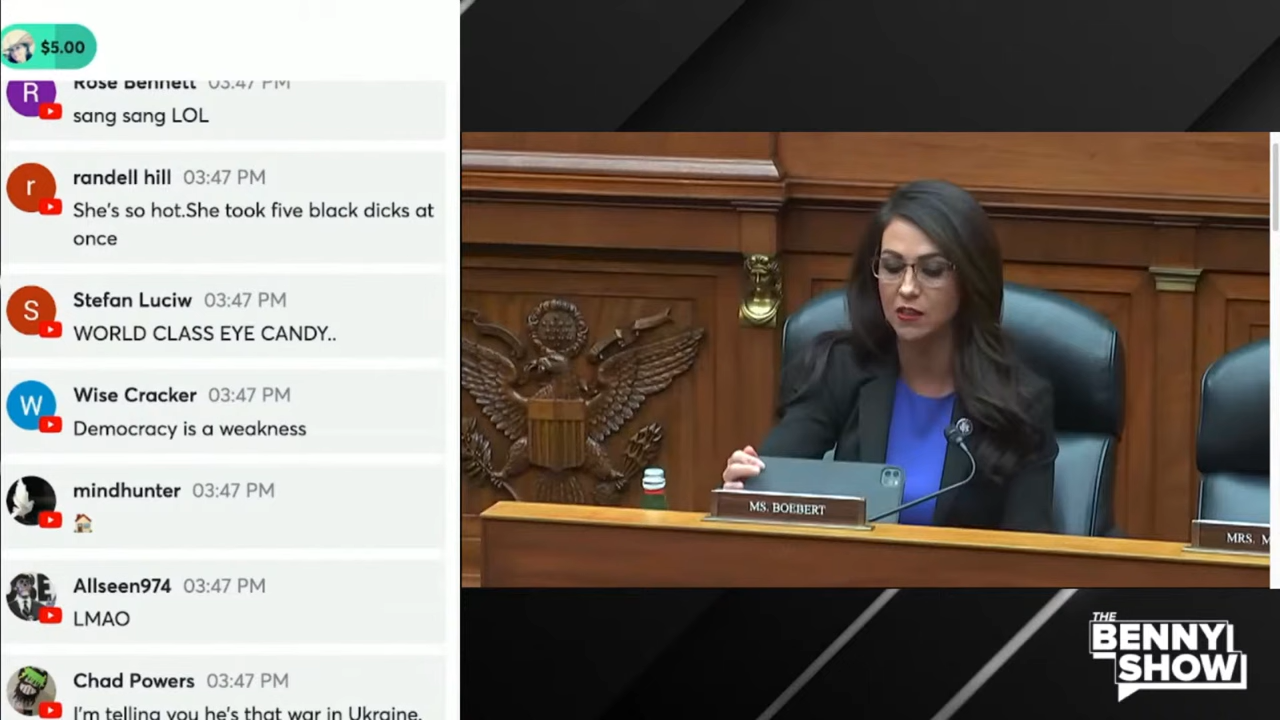 $5.00
Rose Bennett 03:47 PM
sang sang LOL
randell hill 03:47 PM
She's so hot.She took five black dicks at
once
Stefan Luciw 03:47 PM
WORLD CLASS EYE CANDY..
Wise Cracker 03:47 PM
Democracy is a weakness
mindhunter 03:47 PM
Allseen974 03:47 PM
LMAO
Chad Powers 03:47 PM
I'm telling you he's that war in Ukraine.
R
r
S
W
MS. BOEBERT
MRS. M
THE
BENNY
SHOW